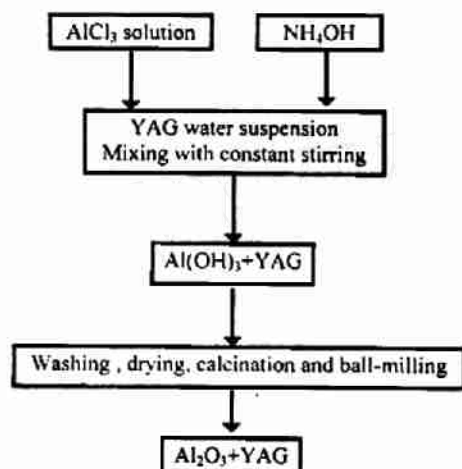 AlCl₃ solution
NH₄OH
YAG water suspension
Mixing with constant stirring
Al(OH)₃+YAG
Washing , drying, calcination and ball-milling
Al₂O₃+YAG